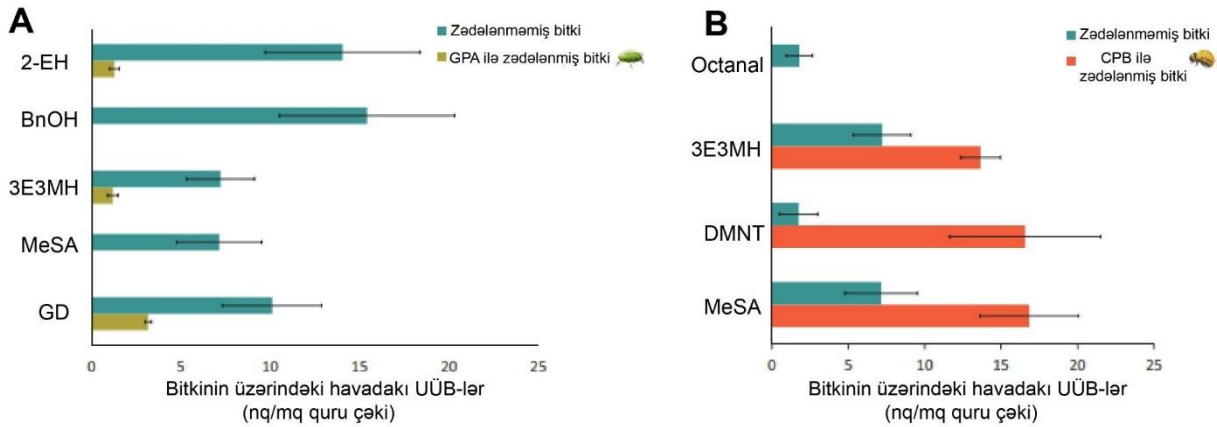 A
Zədələnməmiş bitki
GPA ilə zədələnmiş bitki
2-EH
BnOH
3E3MH
MeSA
GD
0 5 10 15 20 25
Bitkinin üzərindəki havadakı UÜB-lər
(nq/mq quru çəki)
B
Zədələnməmiş bitki
CPB ilə
zədələnmiş bitki
Octanal
3E3MH
DMNT
MeSA
0 5 10 15 20 25
Bitkinin üzərindəki havadakı UÜB-lər
(nq/mq quru çəki)